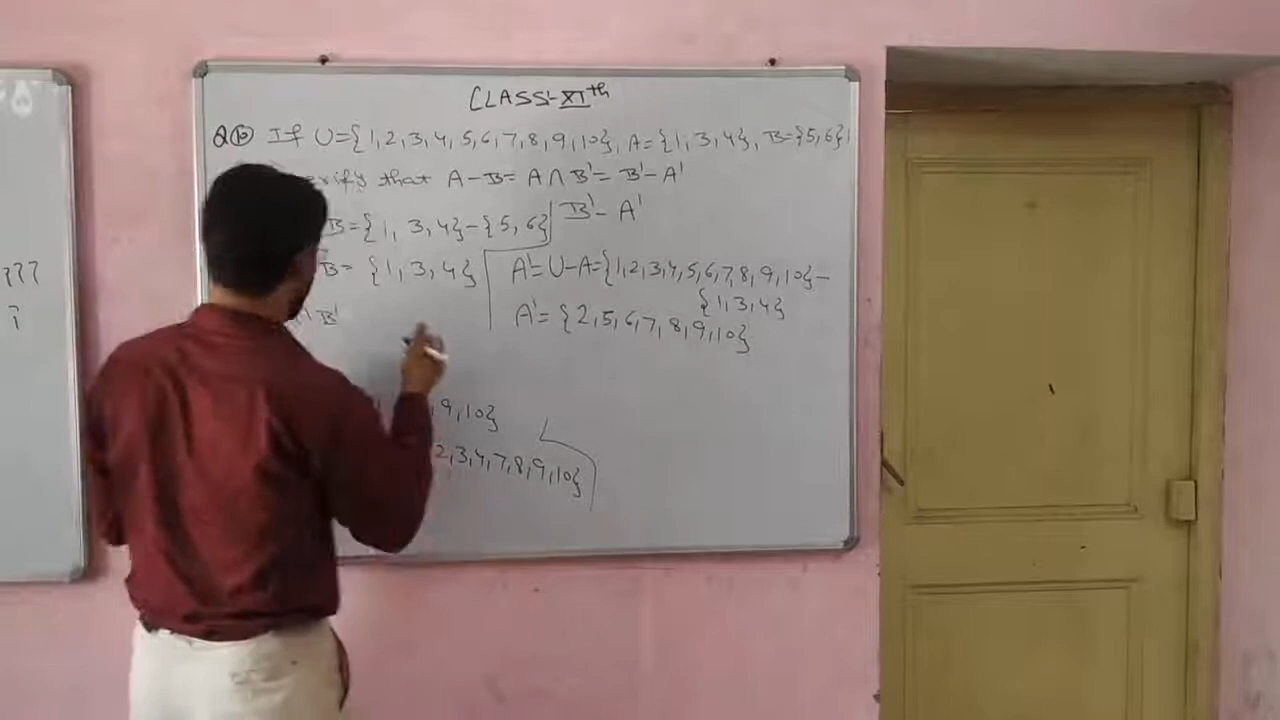 CLASS-XIth
Q10 If U={1,2,3,4,5,6,7,8,9,10}, A={1,3,4}, B={5,6}
that A-B=A∩B'=B'-A'
B={1,3,4}-{5,6}
B={1,3,4}
B'
,9,10}
2,3,4,7,8,9,10}
B'-A'
A'=U-A={1,2,3,4,5,6,7,8,9,10}-
{1,3,4}
A'={2,5,6,7,8,9,10}
???
?